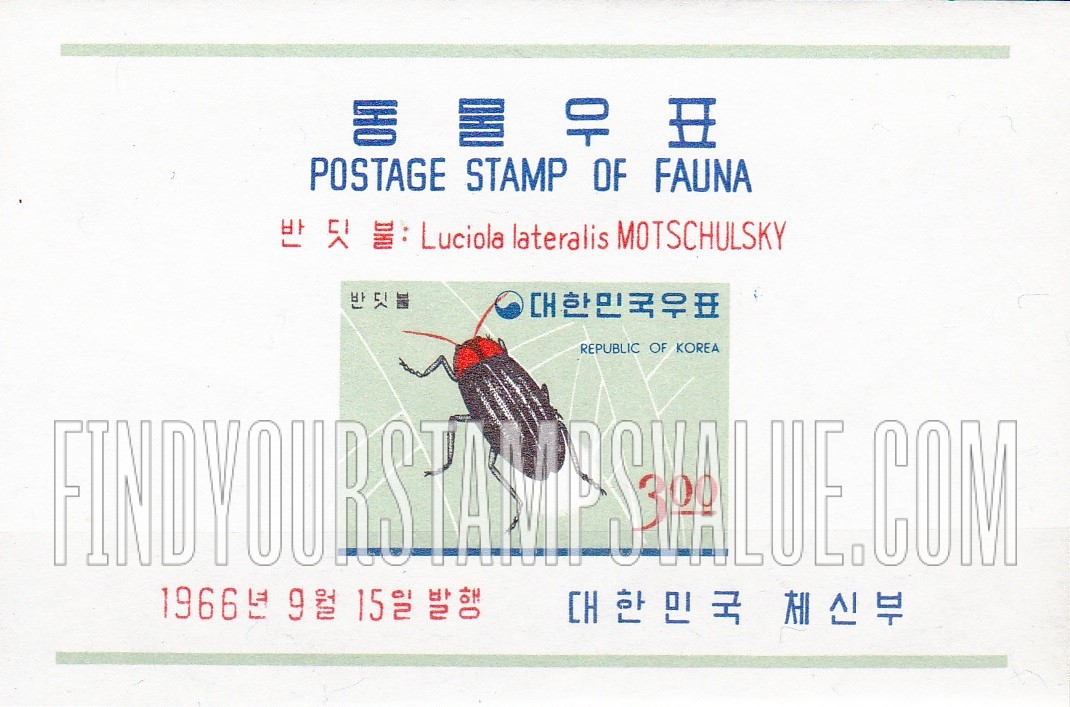 동물우표
POSTAGE STAMP OF FAUNA
반딧불: Luciola lateralis MOTSCHULSKY
반딧불
대한민국우표
REPUBLIC OF KOREA
FINDYOURSTAMPSVALUE.COM
3.00
1966년 9월 15일 발행
대한민국 체신부